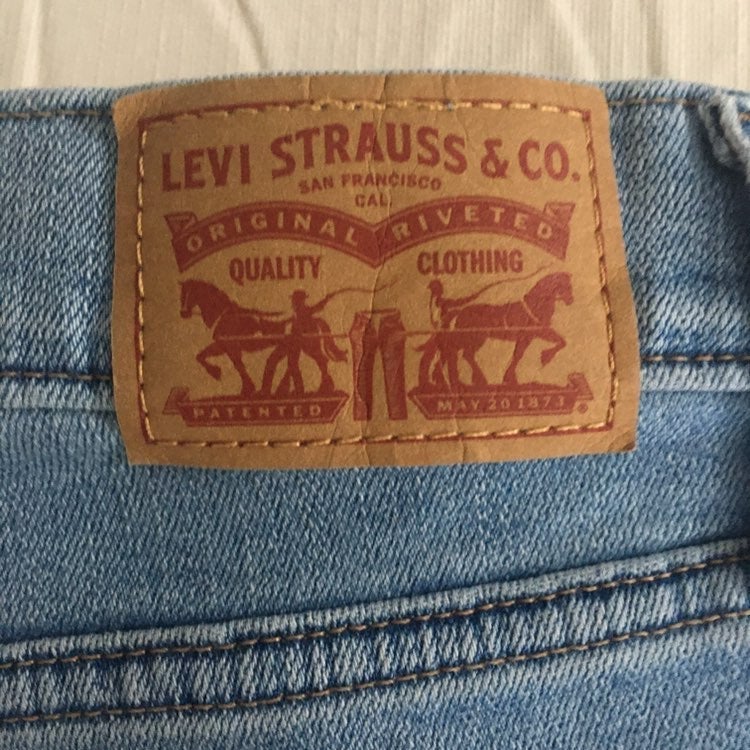 LEVI STRAUSS & CO.
SAN FRANCISCO
CAL.
ORIGINAL RIVETED
QUALITY CLOTHING
PATENTED MAY 20 1873 ®